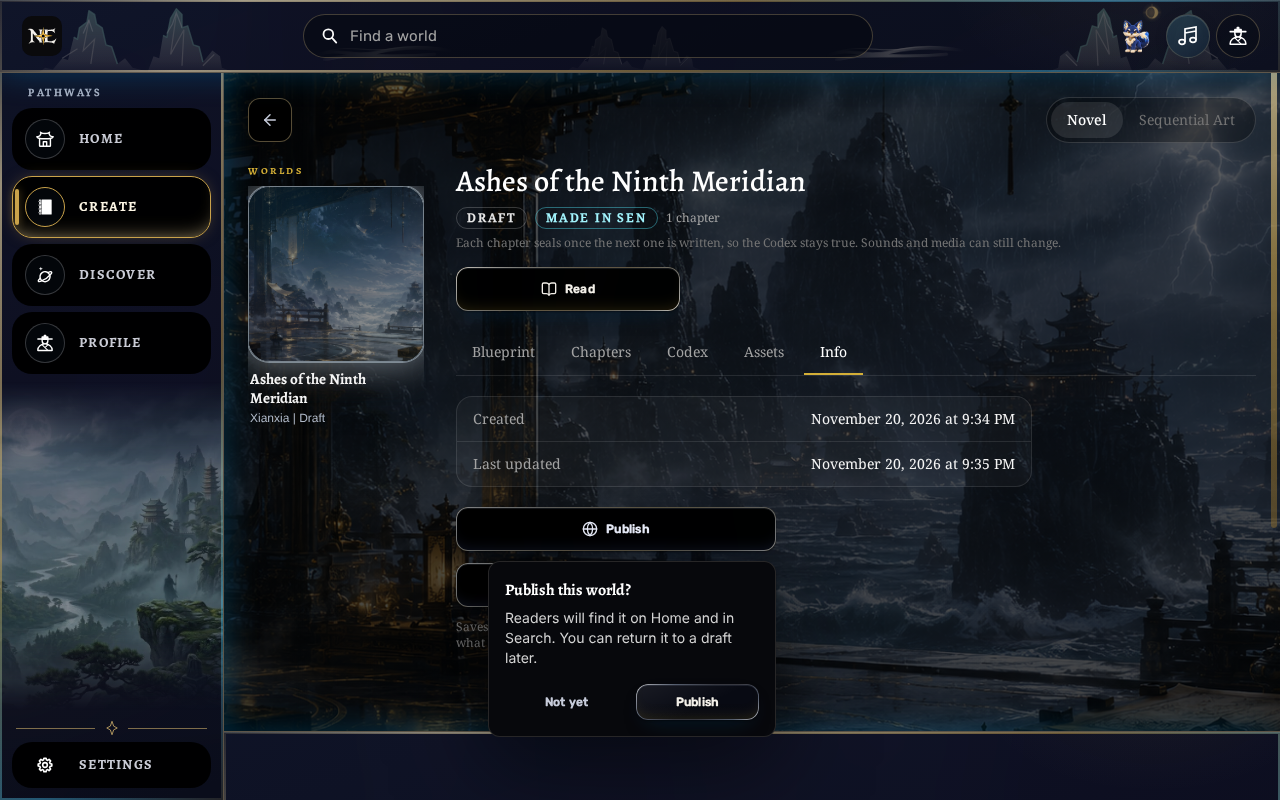 NE
Find a world
PATHWAYS
HOME
CREATE
DISCOVER
PROFILE
SETTINGS
Novel
Sequential Art
WORLDS
Ashes of the Ninth
Meridian
Xianxia | Draft
Ashes of the Ninth Meridian
DRAFT
MADE IN SEN
1 chapter
Each chapter seals once the next one is written, so the Codex stays true. Sounds and media can still change.
Read
Blueprint
Chapters
Codex
Assets
Info
Created
November 20, 2026 at 9:34 PM
Last updated
November 20, 2026 at 9:35 PM
Publish
Saves
what
Publish this world?
Readers will find it on Home and in
Search. You can return it to a draft
later.
Not yet
Publish